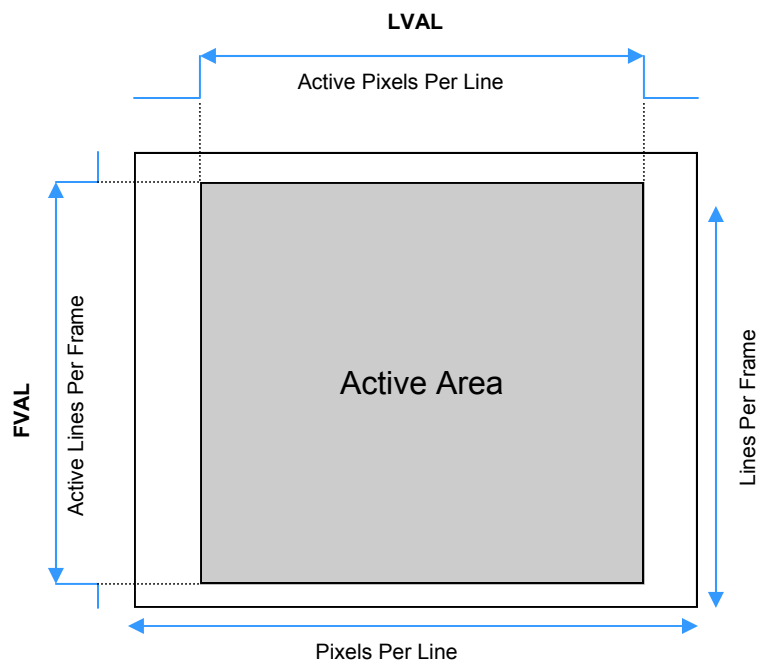 LVAL
Active Pixels Per Line
FVAL
Active Lines Per Frame
Active Area
Lines Per Frame
Pixels Per Line